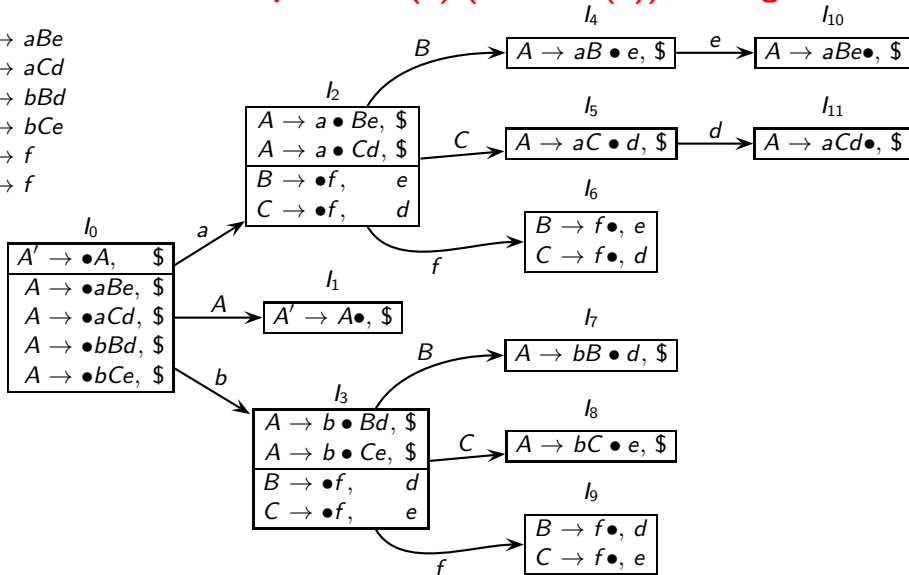 → aBe
→ aCd
→ bBd
→ bCe
→ f
→ f
I0
A′ → •A, $
A → •aBe, $
A → •aCd, $
A → •bBd, $
A → •bCe, $
a
A
b
I2
A → a • Be, $
A → a • Cd, $
B → •f, e
C → •f, d
I1
A′ → A•, $
I3
A → b • Bd, $
A → b • Ce, $
B → •f, d
C → •f, e
B
C
f
B
C
f
I4
A → aB • e, $
I5
A → aC • d, $
I6
B → f•, e
C → f•, d
I7
A → bB • d, $
I8
A → bC • e, $
I9
B → f•, d
C → f•, e
e
d
I10
A → aBe•, $
I11
A → aCd•, $